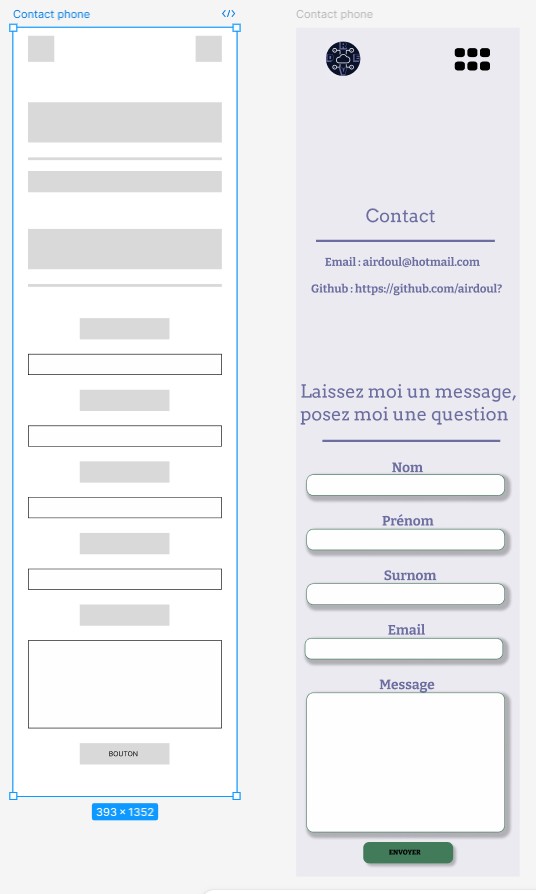 Contact phone
Contact phone
Contact
Email : airdoul@hotmail.com
Github : https://github.com/airdoul?
Laissez moi un message,
posez moi une question
Nom
Prénom
Surnom
Email
Message
ENVOYER
BOUTON
393 × 1352